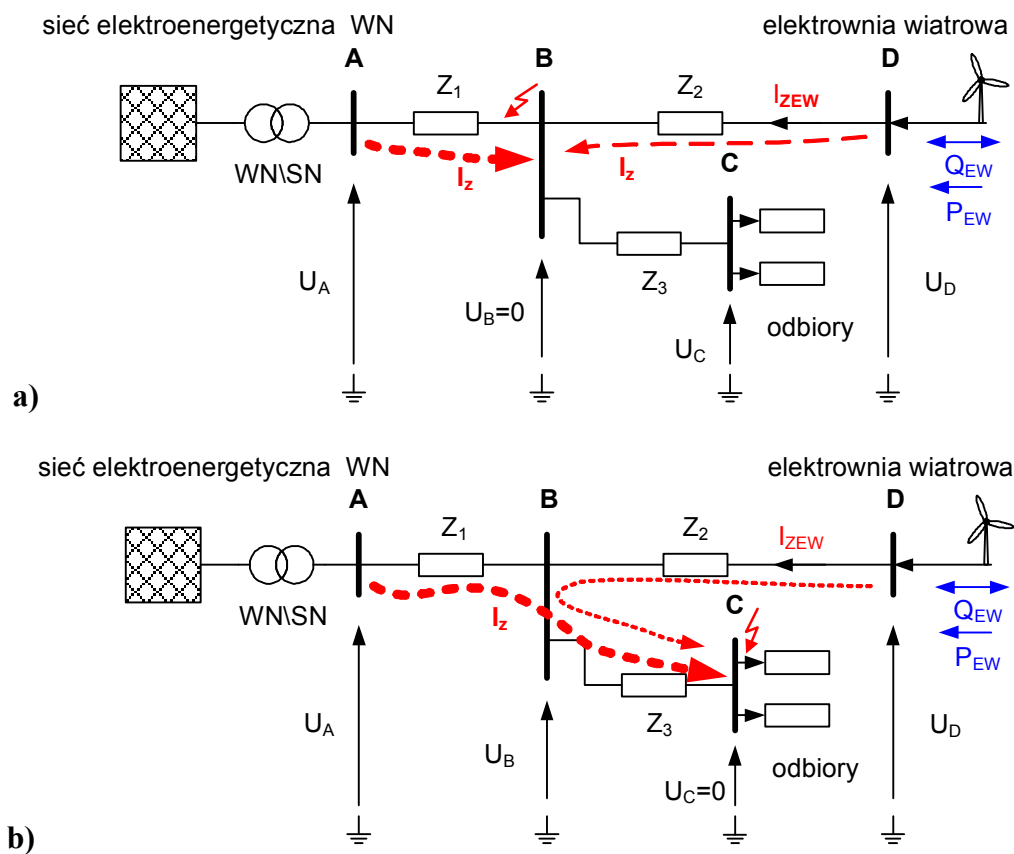 sieć elektroenergetyczna WN
elektrownia wiatrowa
A
B
D
Z1
Z2
IZEW
WN\SN
Iz
Iz
C
QEW
PEW
Z3
UA
UB=0
UC
UD
odbiory
a)
sieć elektroenergetyczna WN
elektrownia wiatrowa
A
B
D
Z1
Z2
IZEW
WN\SN
Iz
C
QEW
PEW
Z3
UA
UB
UD
odbiory
UC=0
b)